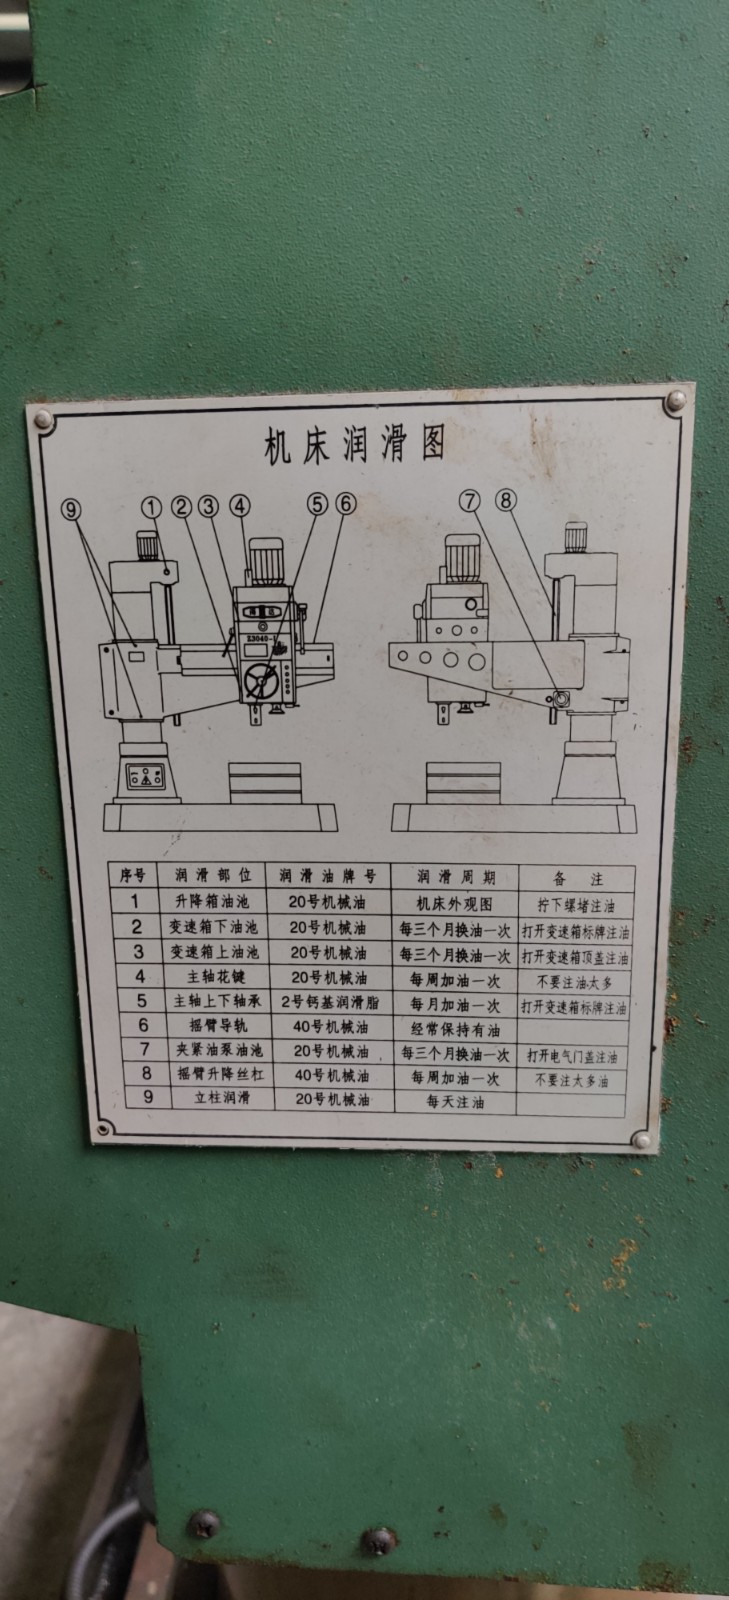 机床润滑图
⑨ ① ② ③ ④ ⑤ ⑥ ⑦ ⑧
Z3040-1
序号 润滑部位 润滑油牌号 润滑周期 备注
1 升降箱油池 20号机械油 机床外观图 拧下螺堵注油
2 变速箱下油池 20号机械油 每三个月换油一次 打开变速箱标牌注油
3 变速箱上油池 20号机械油 每三个月换油一次 打开变速箱顶盖注油
4 主轴花键 20号机械油 每周加油一次 不要注油太多
5 主轴上下轴承 2号钙基润滑脂 每月加油一次 打开变速箱标牌注油
6 摇臂导轨 40号机械油 经常保持有油
7 夹紧油泵油池 20号机械油 每三个月换油一次 打开电气门盖注油
8 摇臂升降丝杠 40号机械油 每周加油一次 不要注太多油
9 立柱润滑 20号机械油 每天注油